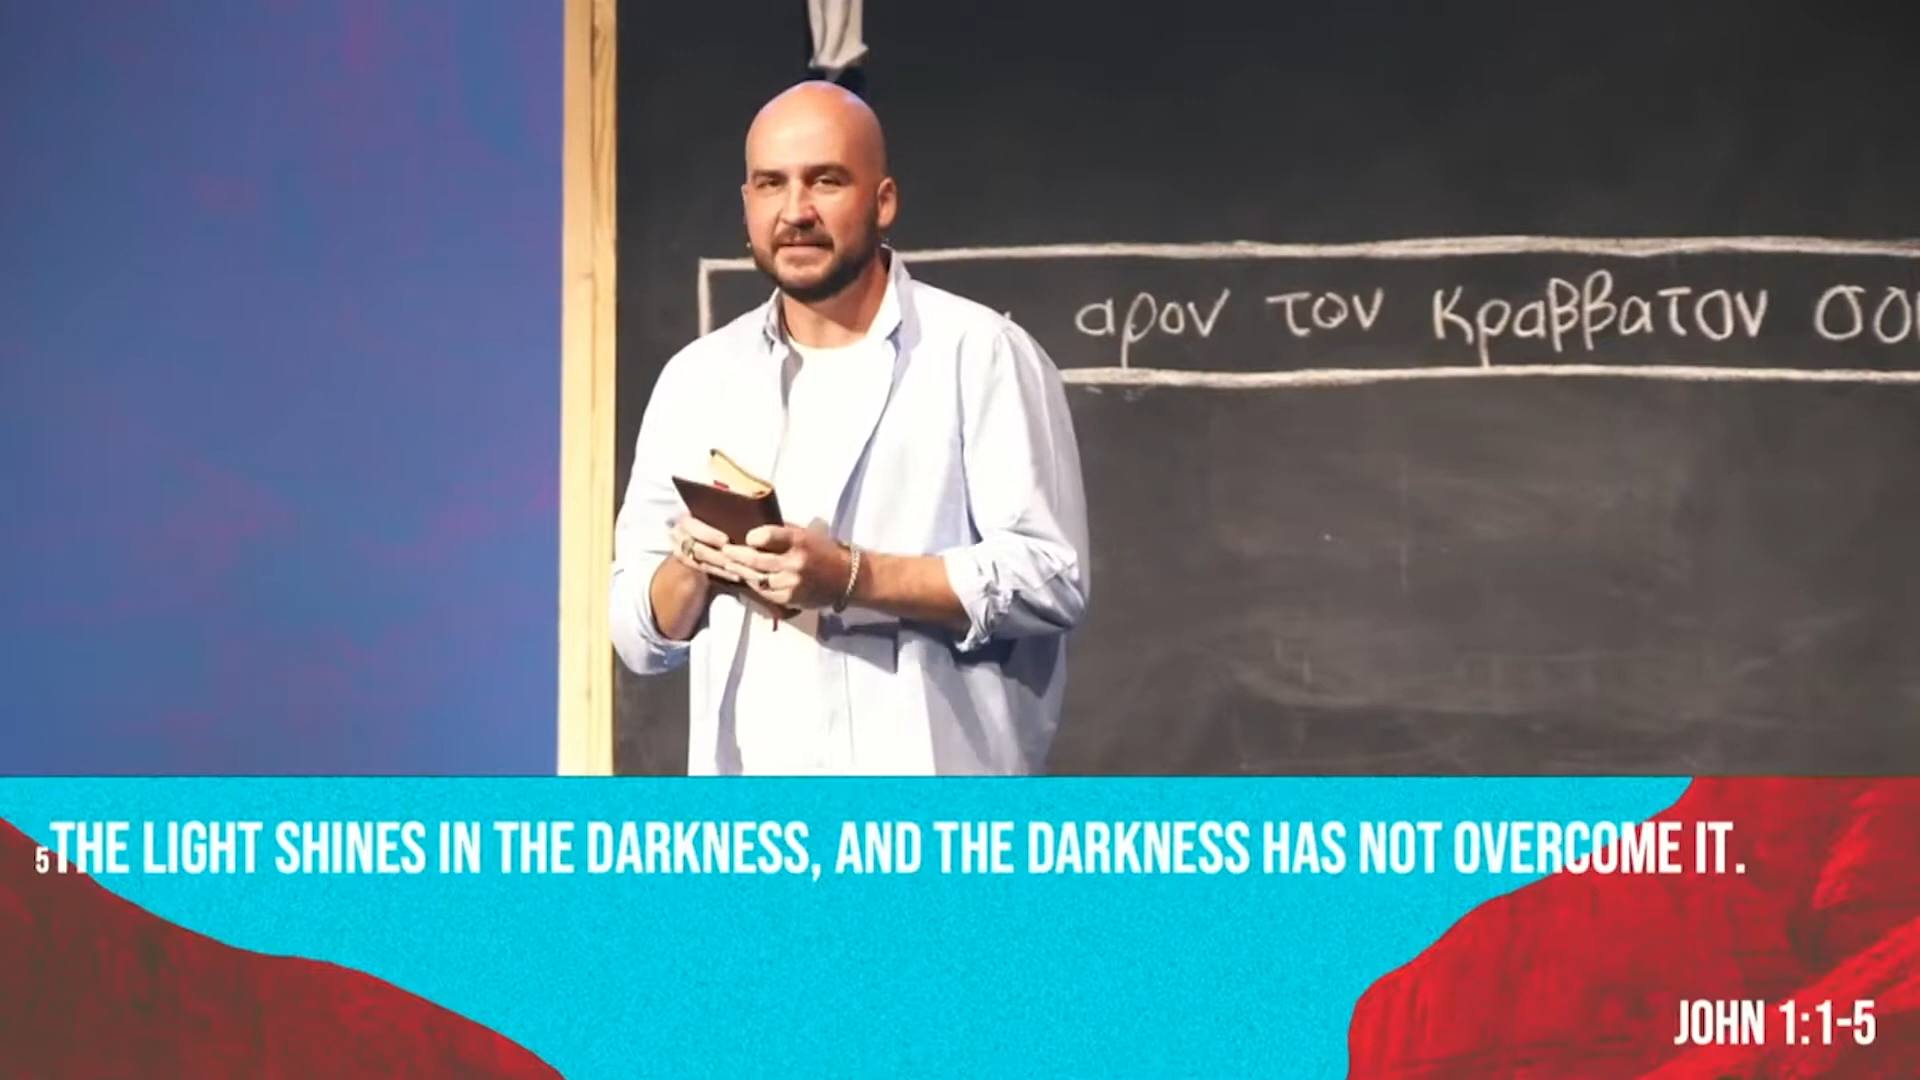 αρον τον κραββατον
5THE LIGHT SHINES IN THE DARKNESS, AND THE DARKNESS HAS NOT OVERCOME IT.
JOHN 1:1-5